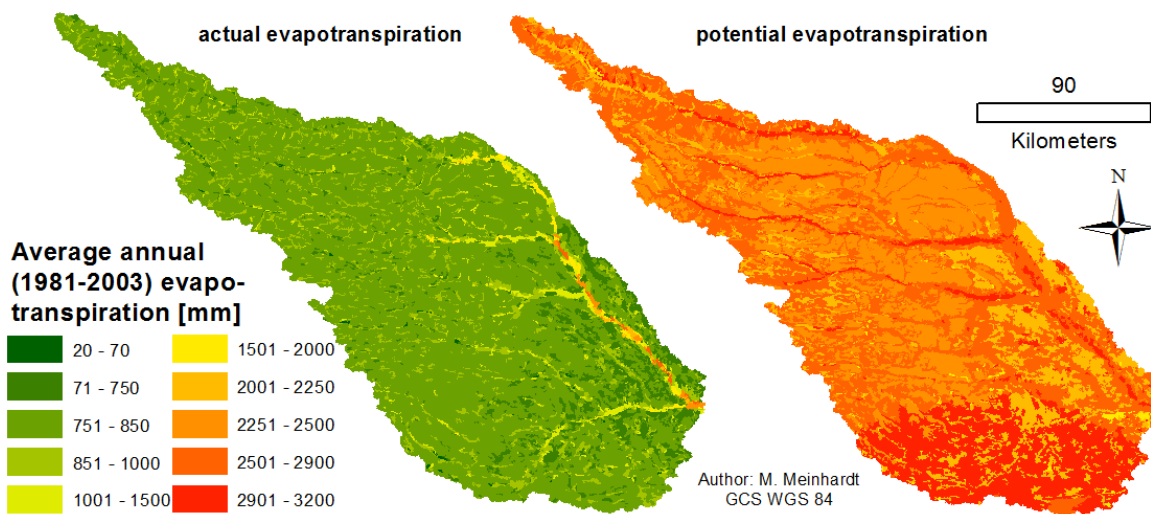 actual evapotranspiration
potential evapotranspiration
90
Kilometers
N
Average annual
(1981-2003) evapo-
transpiration [mm]
20 - 70
71 - 750
751 - 850
851 - 1000
1001 - 1500
1501 - 2000
2001 - 2250
2251 - 2500
2501 - 2900
2901 - 3200
Author: M. Meinhardt
GCS WGS 84